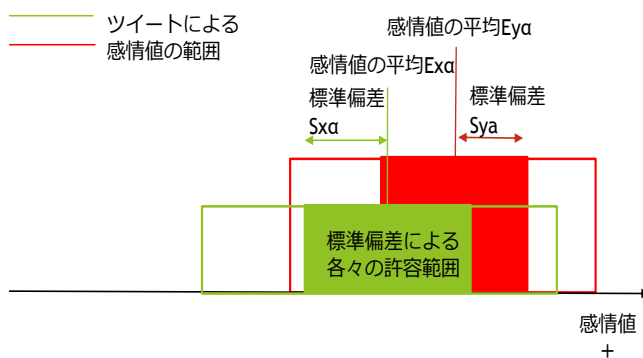 ツイートによる
感情値の範囲
感情値の平均Eyα
感情値の平均Exα
標準偏差
Sxα
標準偏差
Sya
標準偏差による
各々の許容範囲
感情値
+